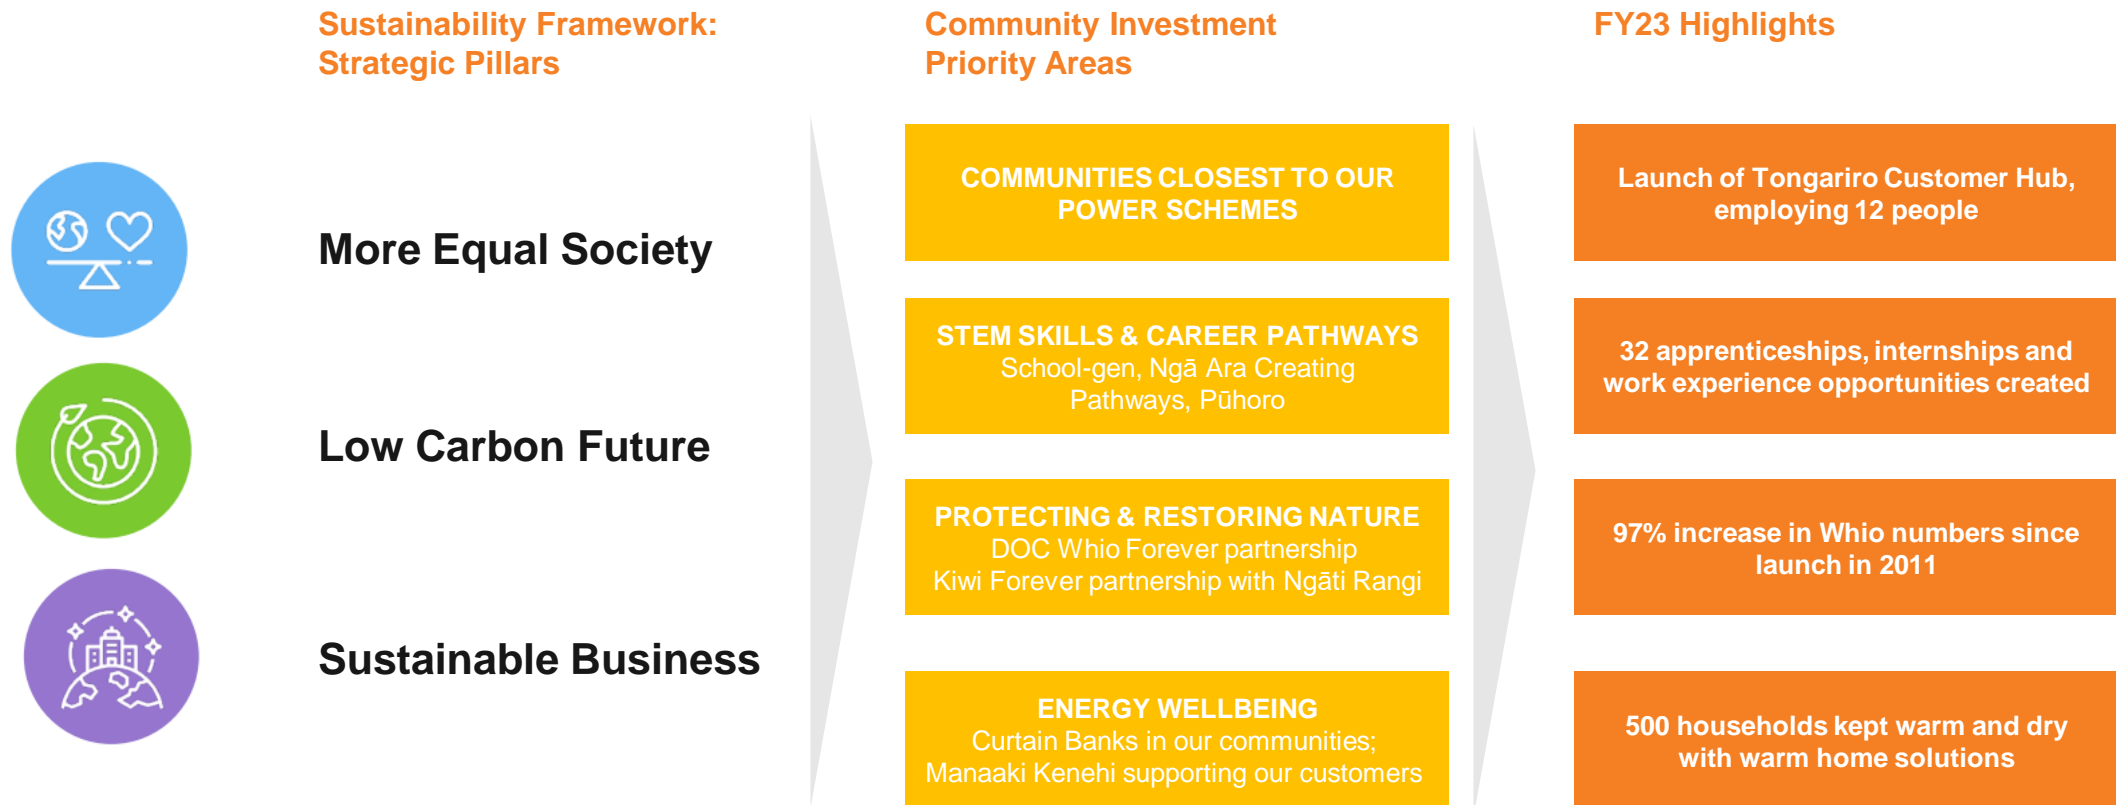 Sustainability Framework:
Strategic Pillars
Community Investment
Priority Areas
FY23 Highlights
More Equal Society
Low Carbon Future
Sustainable Business
COMMUNITIES CLOSEST TO OUR
POWER SCHEMES
STEM SKILLS & CAREER PATHWAYS
School-gen, Ngā Ara Creating
Pathways, Pūhoro
PROTECTING & RESTORING NATURE
DOC Whio Forever partnership
Kiwi Forever partnership with Ngāti Rangi
ENERGY WELLBEING
Curtain Banks in our communities;
Manaaki Kenehi supporting our customers
Launch of Tongariro Customer Hub,
employing 12 people
32 apprenticeships, internships and
work experience opportunities created
97% increase in Whio numbers since
launch in 2011
500 households kept warm and dry
with warm home solutions